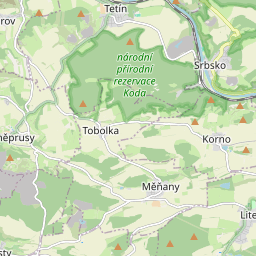 Tetín
rov
národní
přírodní
rezervace
Koda
Srbsko
Tobolka
Korno
něprusy
Měňany
Lite
sty